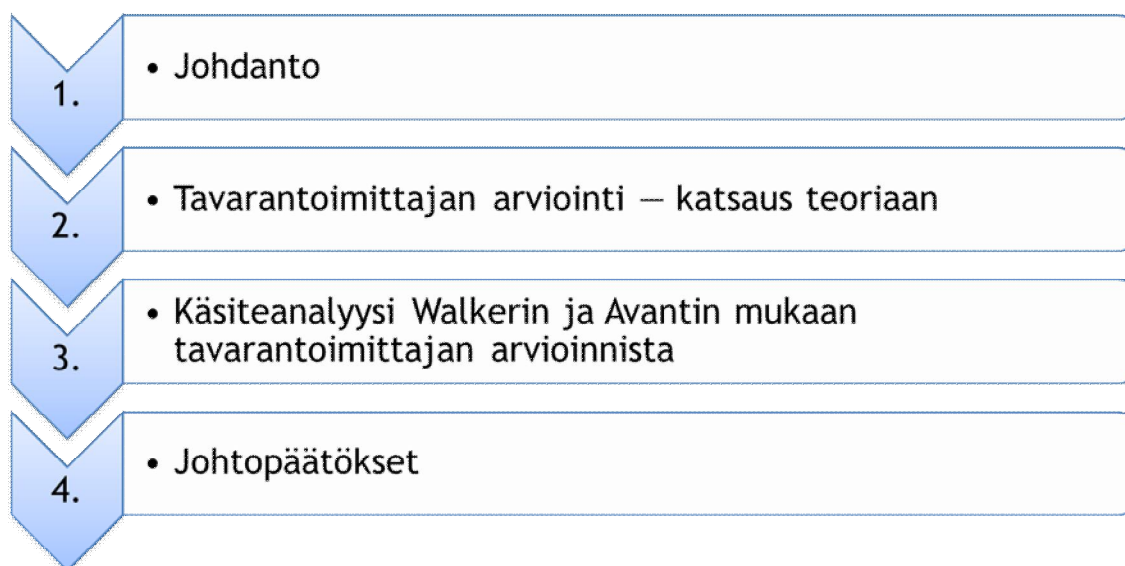 1.
• Johdanto
2.
• Tavarantoimittajan arviointi — katsaus teoriaan
3.
• Käsiteanalyysi Walkerin ja Avantin mukaan
tavarantoimittajan arvioinnista
4.
• Johtopäätökset